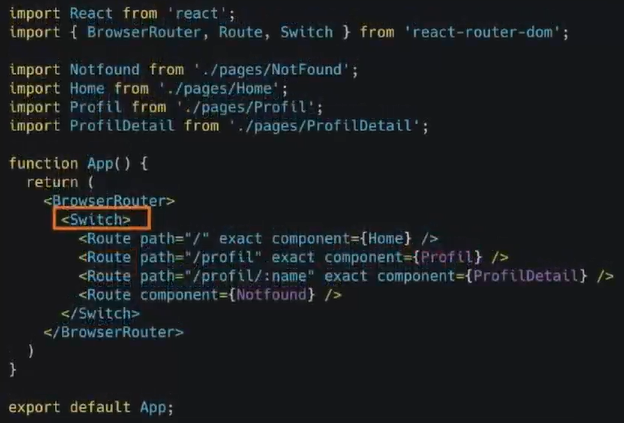 import React from 'react';
import { BrowserRouter, Route, Switch } from 'react-router-dom';

import Notfound from './pages/NotFound';
import Home from './pages/Home';
import Profil from './pages/Profil';
import ProfilDetail from './pages/ProfilDetail';

function App() {
  return (
    <BrowserRouter>
      <Switch>
        <Route path="/" exact component={Home} />
        <Route path="/profil" exact component={Profil} />
        <Route path="/profil/:name" exact component={ProfilDetail} />
        <Route component={Notfound} />
      </Switch>
    </BrowserRouter>
  )
}

export default App;